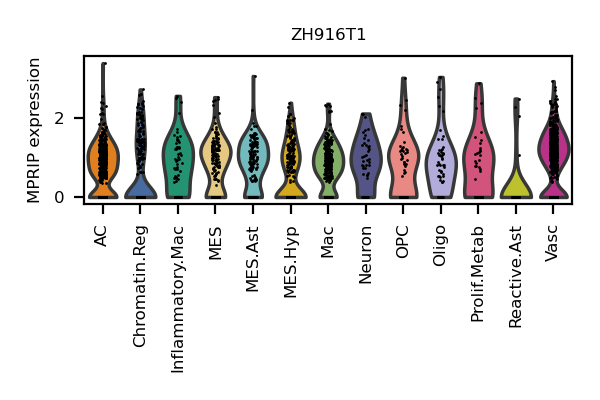 ZH916T1
MPRIP expression
2
0
AC
Chromatin.Reg
Inflammatory.Mac
MES
MES.Ast
MES.Hyp
Mac
Neuron
OPC
Oligo
Prolif.Metab
Reactive.Ast
Vasc